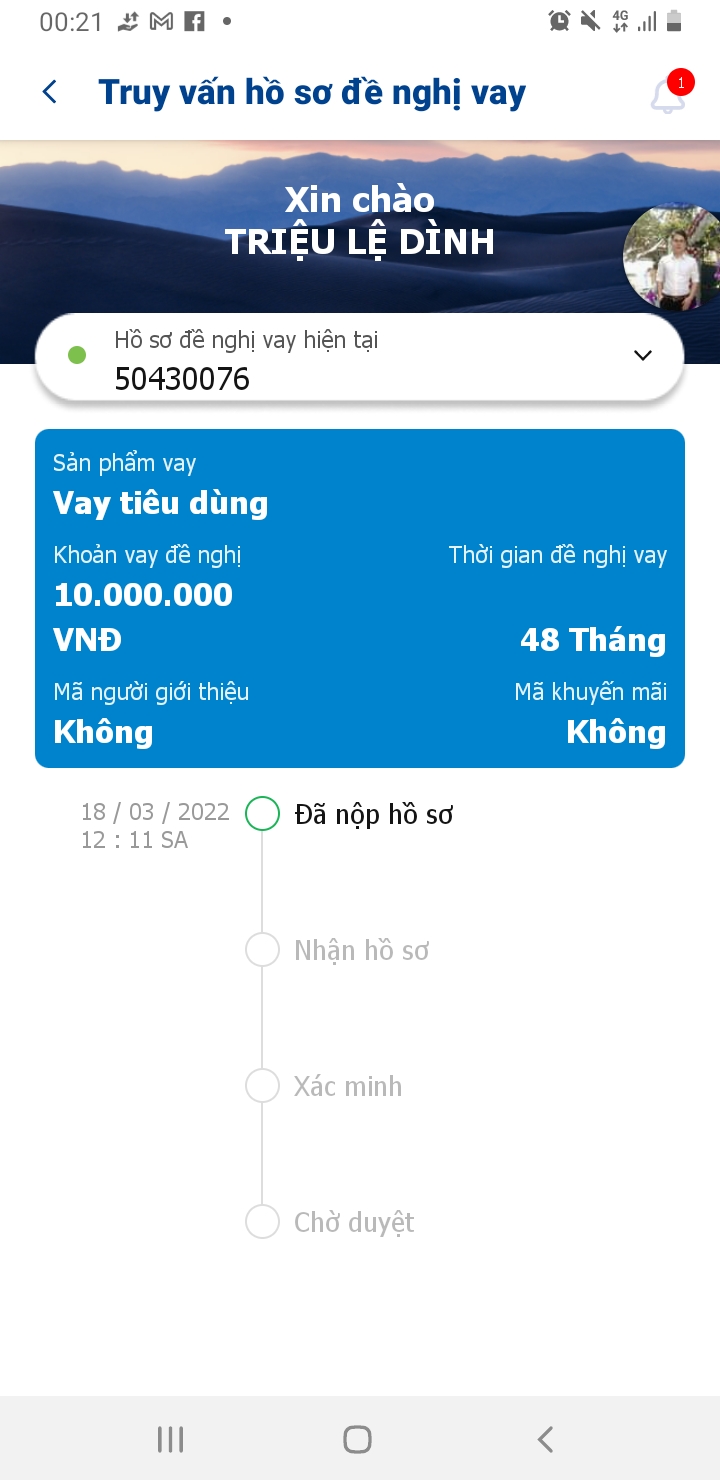 00:21
4G
Truy vấn hồ sơ đề nghị vay
1
Xin chào
TRIỆU LỆ DÌNH
Hồ sơ đề nghị vay hiện tại
50430076
Sản phẩm vay
Vay tiêu dùng
Khoản vay đề nghị
Thời gian đề nghị vay
10.000.000
VNĐ
48 Tháng
Mã người giới thiệu
Mã khuyến mãi
Không
Không
18 / 03 / 2022
12 : 11 SA
Đã nộp hồ sơ
Nhận hồ sơ
Xác minh
Chờ duyệt